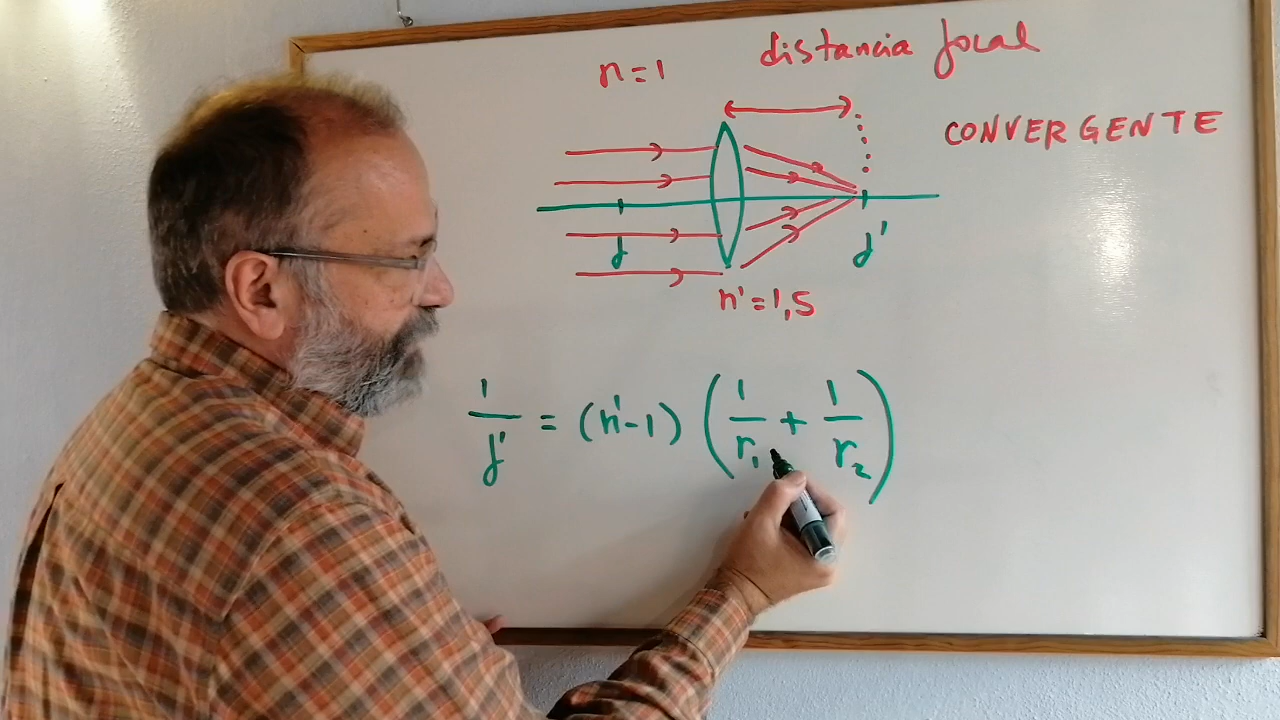 distancia focal
n=1
CONVERGENTE
f f'
n'=1,5
1/f' = (n'-1) (1/r₁ + 1/r₂)